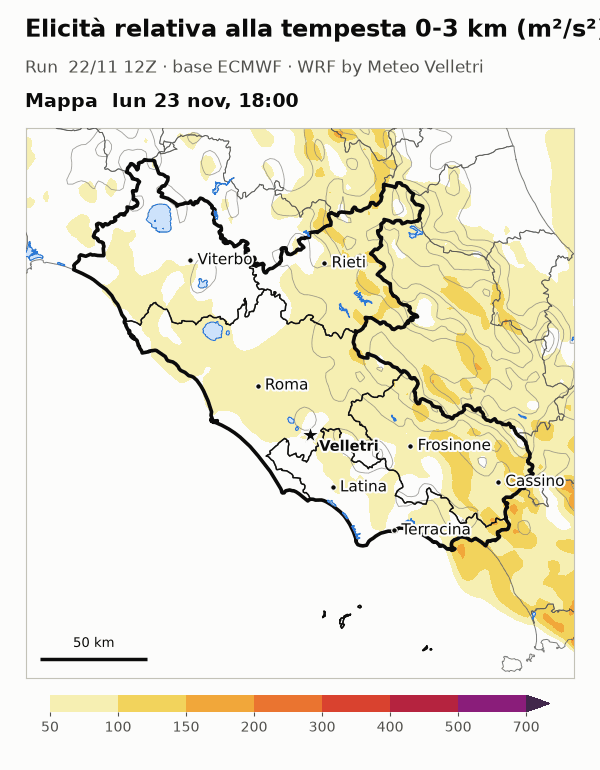 Elicità relativa alla tempesta 0-3 km (m²/s²)
Run 22/11 12Z · base ECMWF · WRF by Meteo Velletri
Mappa lun 23 nov, 18:00
Viterbo
Rieti
Roma
Velletri
Frosinone
Cassino
Latina
Terracina
50 km
50 100 150 200 300 400 500 700